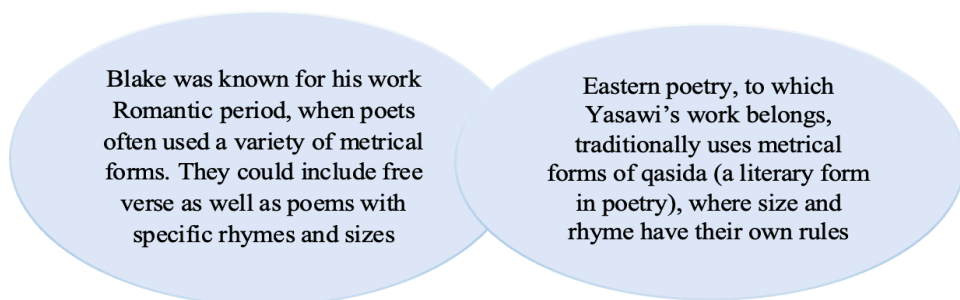 Blake was known for his work
Romantic period, when poets
often used a variety of metrical
forms. They could include free
verse as well as poems with
specific rhymes and sizes
Eastern poetry, to which
Yasawi’s work belongs,
traditionally uses metrical
forms of qasida (a literary form
in poetry), where size and
rhyme have their own rules